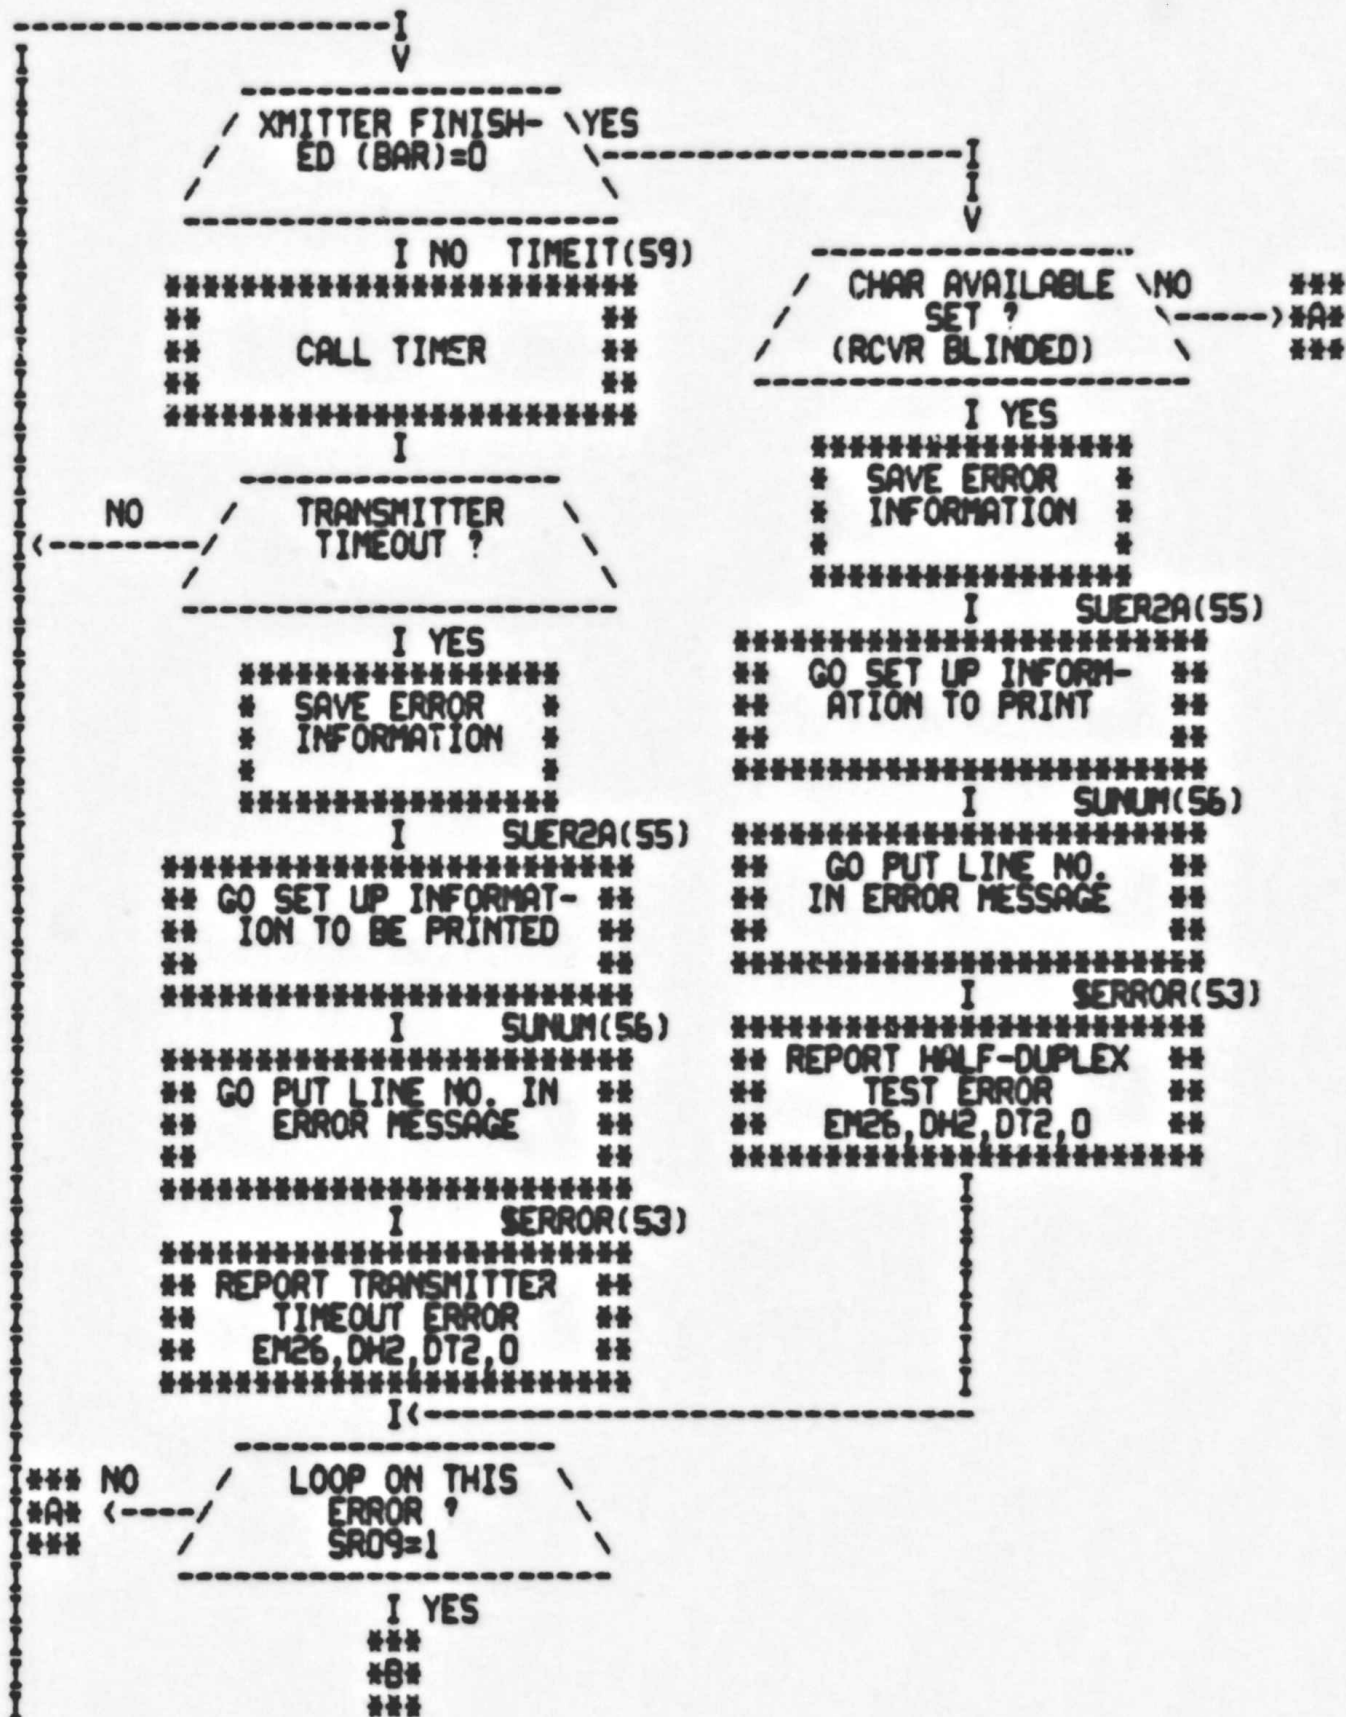 XMITTER FINISH- YES
ED (BAR)=0
NO TIMEIT(59)
CALL TIMER
NO TRANSMITTER
TIMEOUT ?
YES
SAVE ERROR
INFORMATION
SUER2A(55)
GO SET UP INFORMAT-
ION TO BE PRINTED
SUNUM(56)
GO PUT LINE NO. IN
ERROR MESSAGE
$ERROR(53)
REPORT TRANSMITTER
TIMEOUT ERROR
EM26,DH2,DT2,0
CHAR AVAILABLE NO
SET ?
(RCVR BLINDED)
*A*
YES
SAVE ERROR
INFORMATION
SUER2A(55)
GO SET UP INFORM-
ATION TO PRINT
SUNUM(56)
GO PUT LINE NO.
IN ERROR MESSAGE
$ERROR(53)
REPORT HALF-DUPLEX
TEST ERROR
EM26,DH2,DT2,0
NO LOOP ON THIS
*A* ERROR ?
SR09=1
YES
*B*